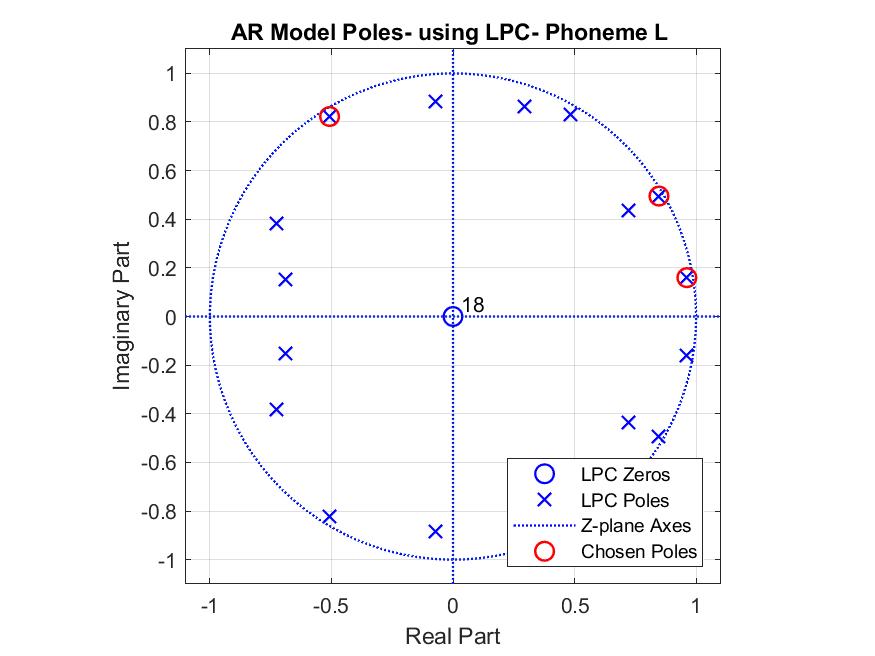 AR Model Poles- using LPC- Phoneme L
1
0.8
0.6
0.4
0.2
0
-0.2
-0.4
-0.6
-0.8
-1
Imaginary Part
18
LPC Zeros
LPC Poles
Z-plane Axes
Chosen Poles
-1
-0.5
0
0.5
1
Real Part